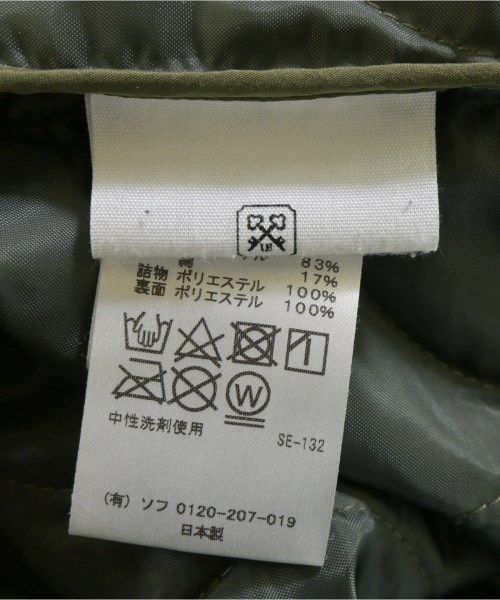 83%
17%
詰物 ポリエステル 100%
裏面 ポリエステル 100%
W
中性洗剤使用
SE-132
(有) ソフ 0120-207-019
日本製